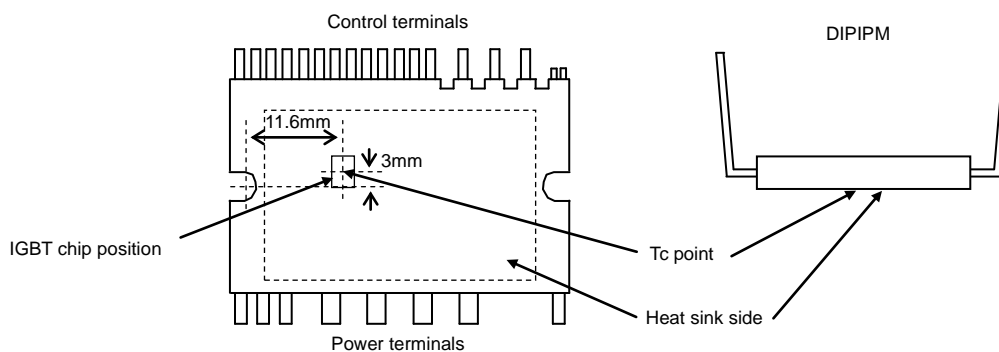 Control terminals
DIPIPM
11.6mm
3mm
IGBT chip position
Tc point
Heat sink side
Power terminals